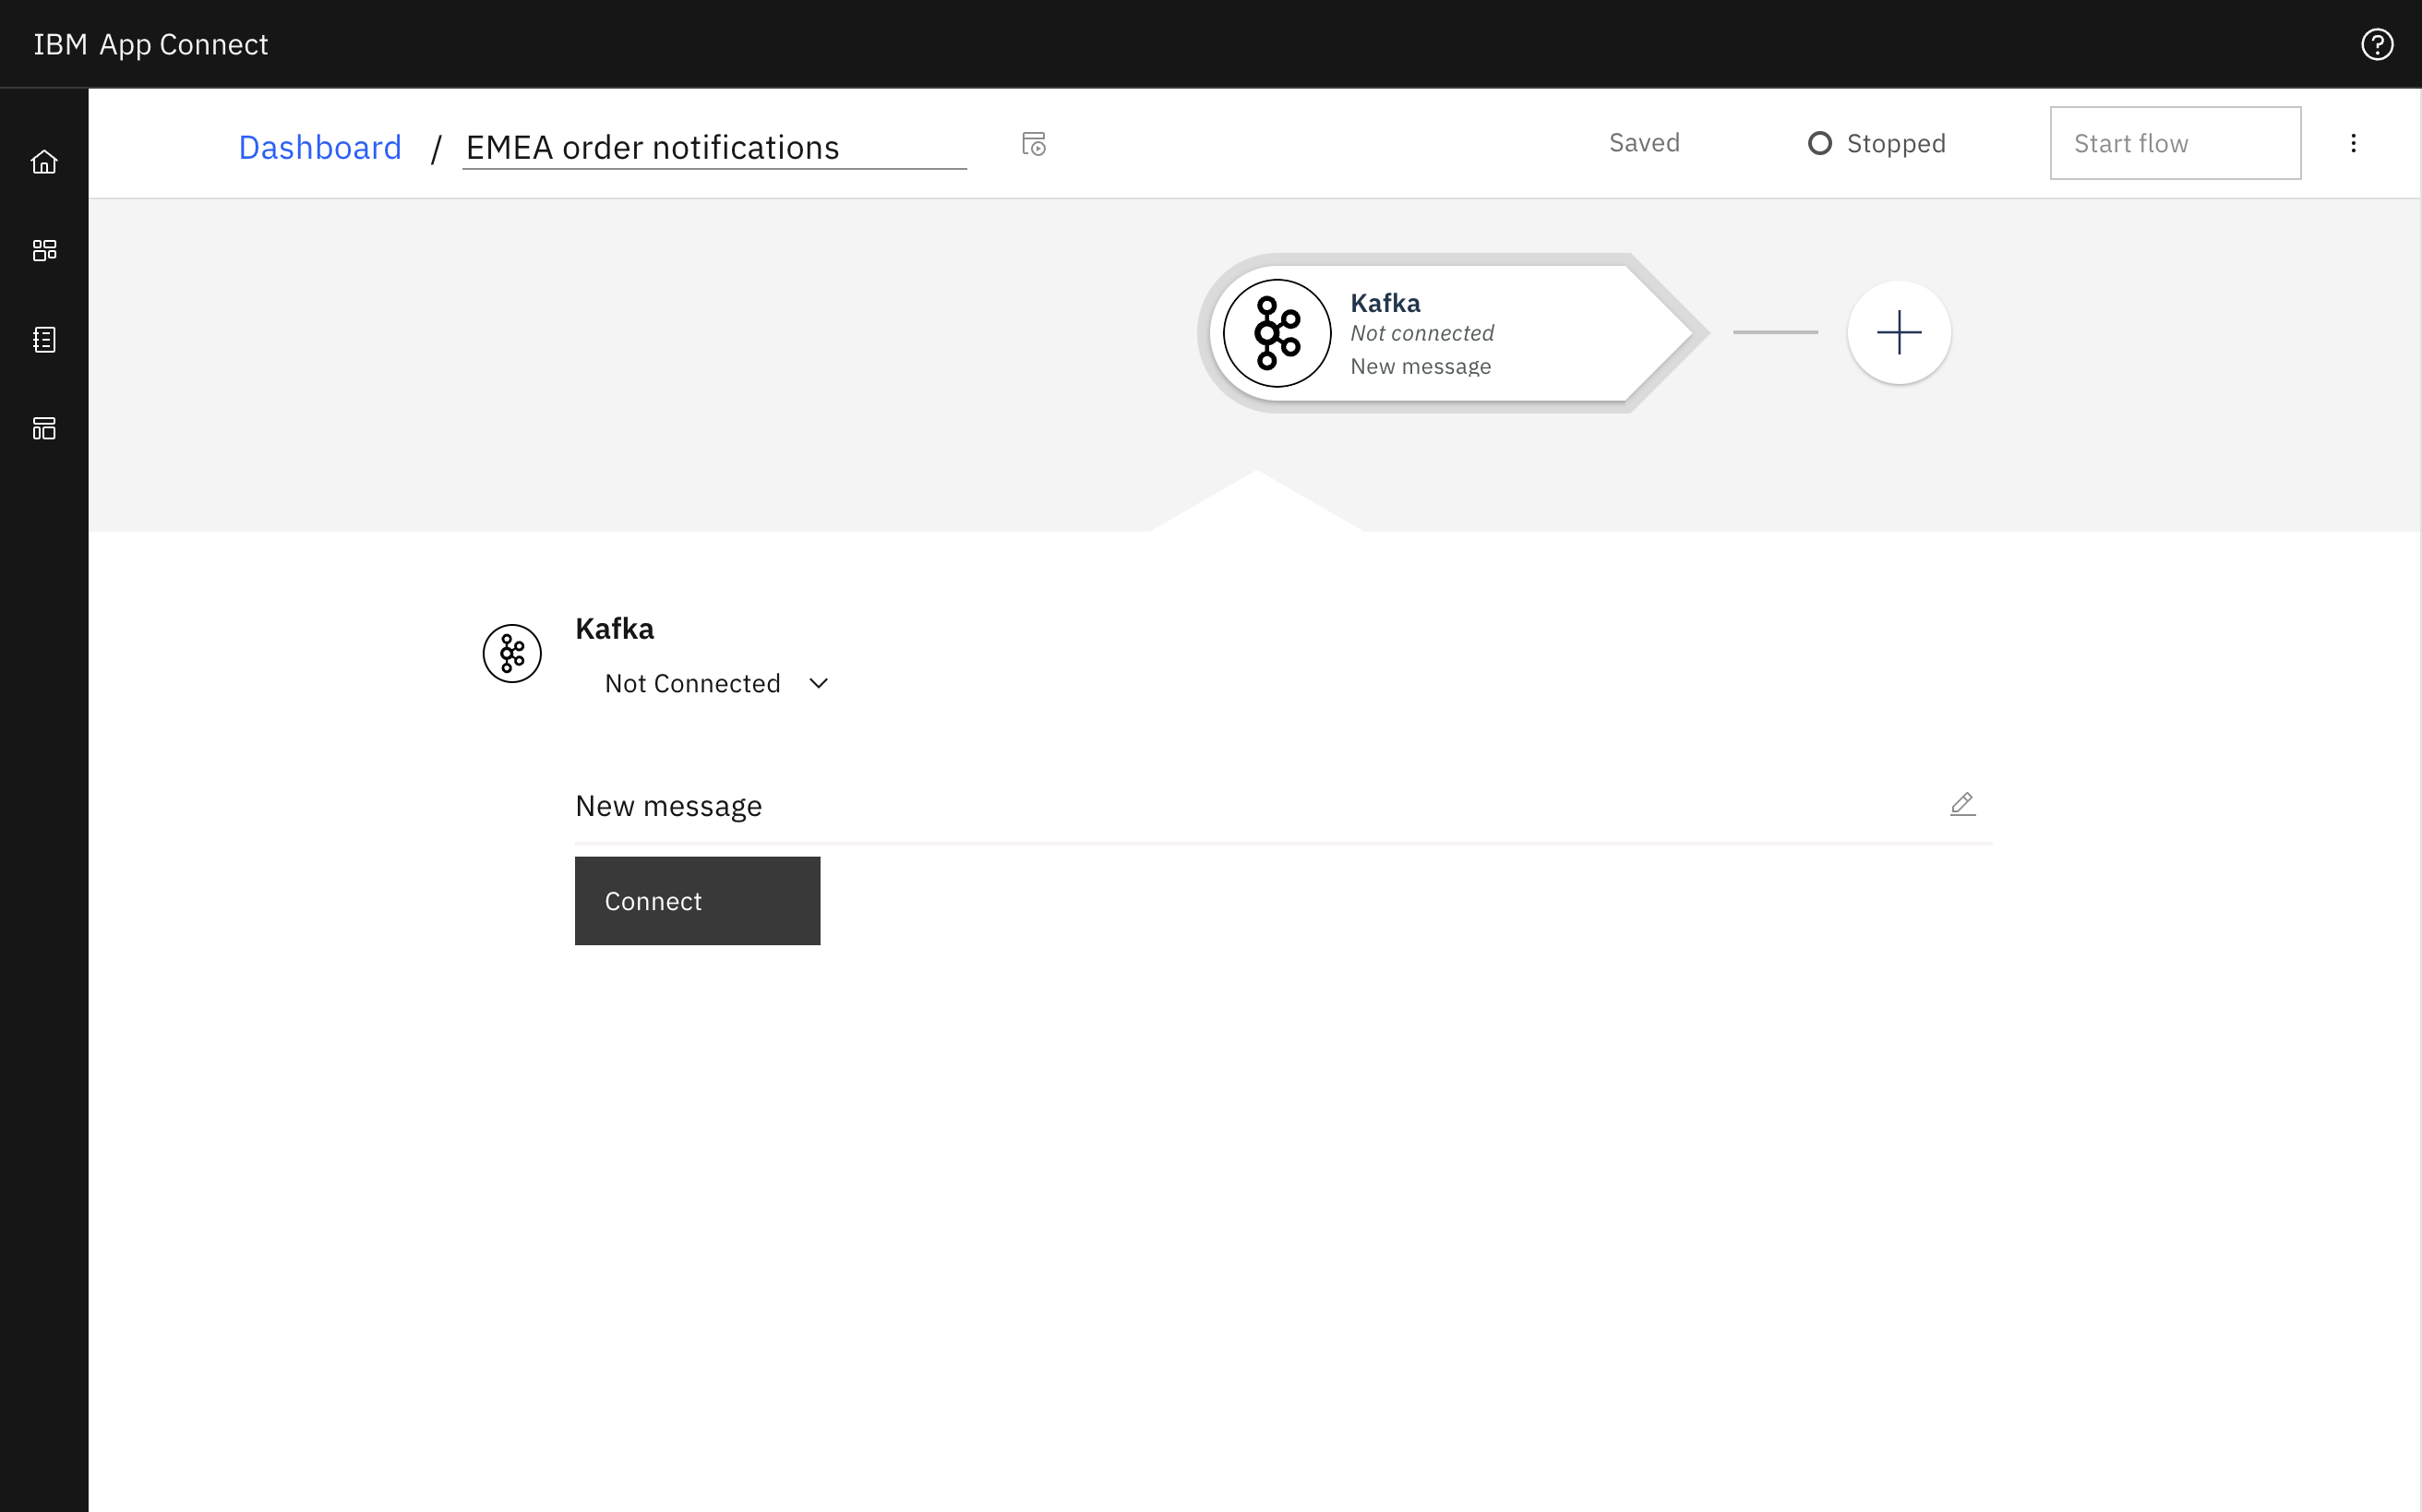 IBM App Connect
Dashboard / EMEA order notifications
Saved
Stopped
Start flow
Kafka
Not connected
New message
Kafka
Not Connected
New message
Connect